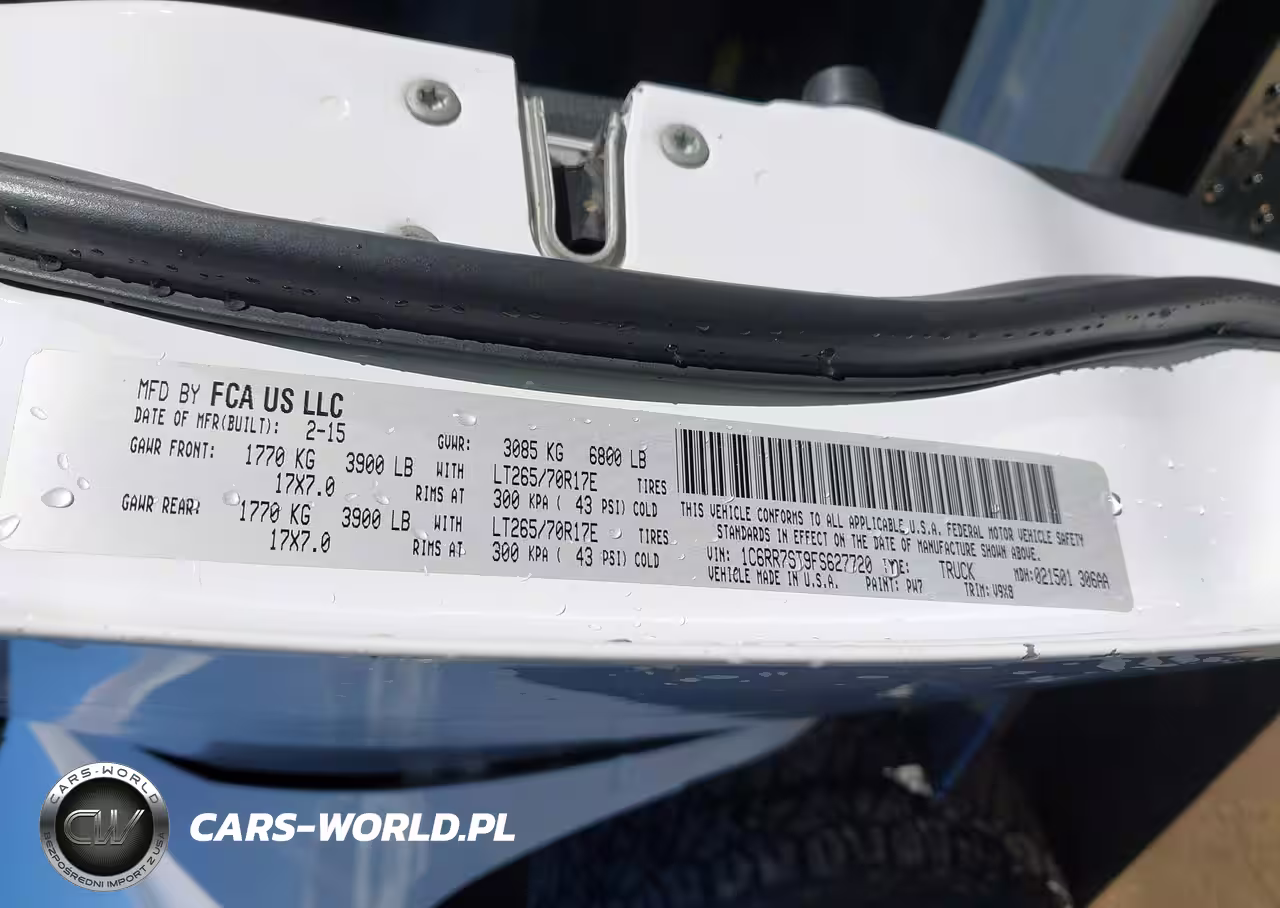 MFD BY FCA US LLC
DATE OF MFR(BUILT): 2-15 GVWR: 3085 KG 6800 LB
GAWR FRONT: 1770 KG 3900 LB WITH LT265/70R17E TIRES
17X7.0 RIMS AT 300 KPA ( 43 PSI) COLD
GAWR REAR: 1770 KG 3900 LB WITH LT265/70R17E TIRES
17X7.0 RIMS AT 300 KPA ( 43 PSI) COLD
THIS VEHICLE CONFORMS TO ALL APPLICABLE U.S.A. FEDERAL MOTOR VEHICLE SAFETY
STANDARDS IN EFFECT ON THE DATE OF MANUFACTURE SHOWN ABOVE.
VIN: 1C6RR7ST9FS627720 TYPE: TRUCK MDH:021501 306AA
VEHICLE MADE IN U.S.A. PAINT: PW7 TRIM: V9X8
CARS-WORLD
CW
BEZPOŚREDNI IMPORT Z USA
CARS-WORLD.PL